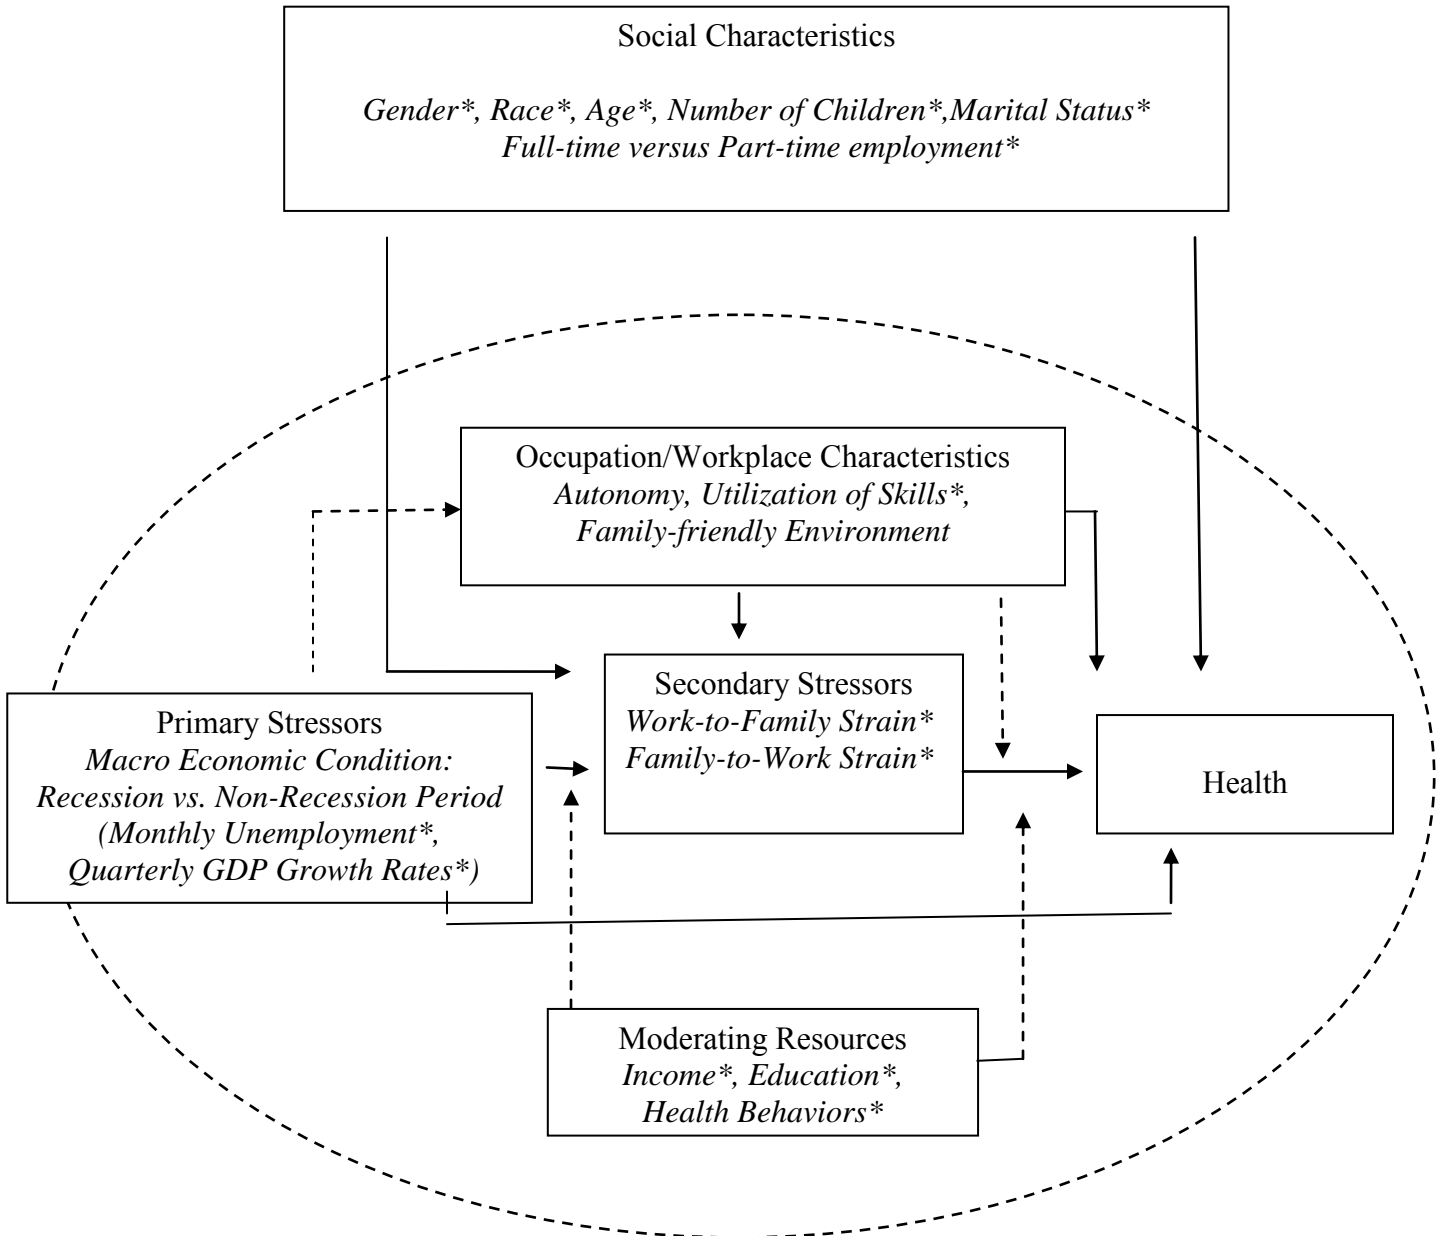 Social Characteristics
Gender*, Race*, Age*, Number of Children*,Marital Status*
Full-time versus Part-time employment*
Occupation/Workplace Characteristics
Autonomy, Utilization of Skills*,
Family-friendly Environment
Secondary Stressors
Work-to-Family Strain*
Family-to-Work Strain*
Primary Stressors
Macro Economic Condition:
Recession vs. Non-Recession Period
(Monthly Unemployment*,
Quarterly GDP Growth Rates*)
Health
Moderating Resources
Income*, Education*,
Health Behaviors*